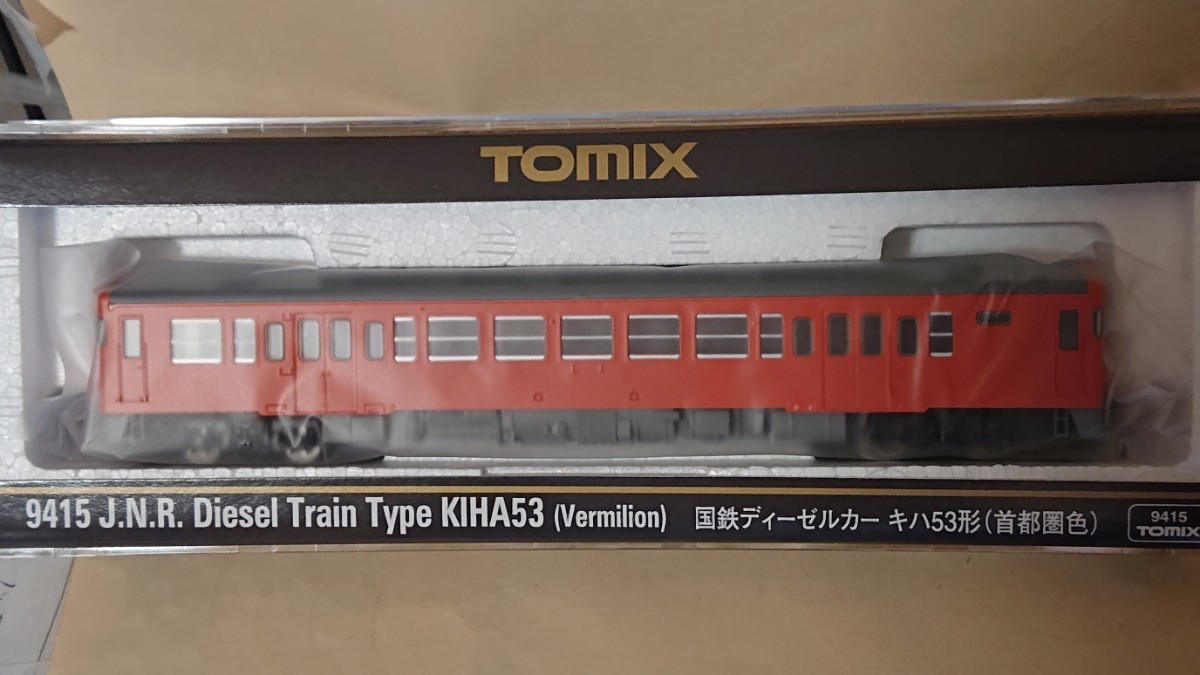 TOMIX
9415 J.N.R. Diesel Train Type KIHA53 (Vermilion) 国鉄ディーゼルカー キハ53形(首都圏色)
9415
TOMIX